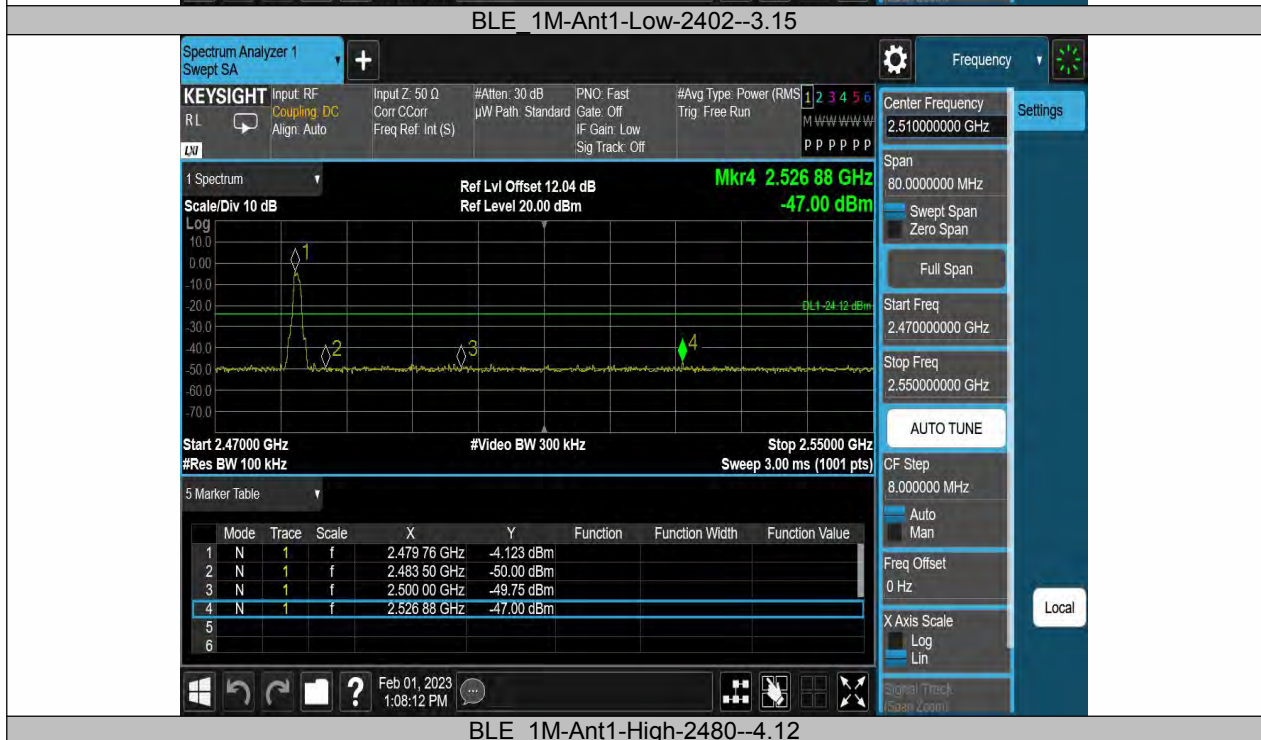 BLE_1M-Ant1-Low-2402--3.15
Spectrum Analyzer 1
Swept SA
Frequency
KEYSIGHT
RL
LXI
Input: RF
Coupling: DC
Align: Auto
Input Z: 50 Ω
Corr CCorr
Freq Ref: Int (S)
#Atten: 30 dB
µW Path: Standard
PNO: Fast
Gate: Off
IF Gain: Low
Sig Track: Off
#Avg Type: Power (RMS
Trig: Free Run
1 2 3 4 5 6
M W W W W W
P P P P P P
1 Spectrum
Scale/Div 10 dB
Ref Lvl Offset 12.04 dB
Ref Level 20.00 dBm
Mkr4 2.526 88 GHz
-47.00 dBm
Log
10.0
0.00
-10.0
-20.0
-30.0
-40.0
-50.0
-60.0
-70.0
1
2
3
4
DL1 -24.12 dBm
Start 2.47000 GHz
#Res BW 100 kHz
#Video BW 300 kHz
Stop 2.55000 GHz
Sweep 3.00 ms (1001 pts)
5 Marker Table
Mode Trace Scale X Y Function Function Width Function Value
1 N 1 f 2.479 76 GHz -4.123 dBm
2 N 1 f 2.483 50 GHz -50.00 dBm
3 N 1 f 2.500 00 GHz -49.75 dBm
4 N 1 f 2.526 88 GHz -47.00 dBm
5
6
Feb 01, 2023
1:08:12 PM
Center Frequency
2.510000000 GHz
Settings
Span
80.0000000 MHz
Swept Span
Zero Span
Full Span
Start Freq
2.470000000 GHz
Stop Freq
2.550000000 GHz
AUTO TUNE
CF Step
8.000000 MHz
Auto
Man
Freq Offset
0 Hz
X Axis Scale
Log
Lin
Local
Signal Track
(Span Zoom)
BLE_1M-Ant1-High-2480--4.12